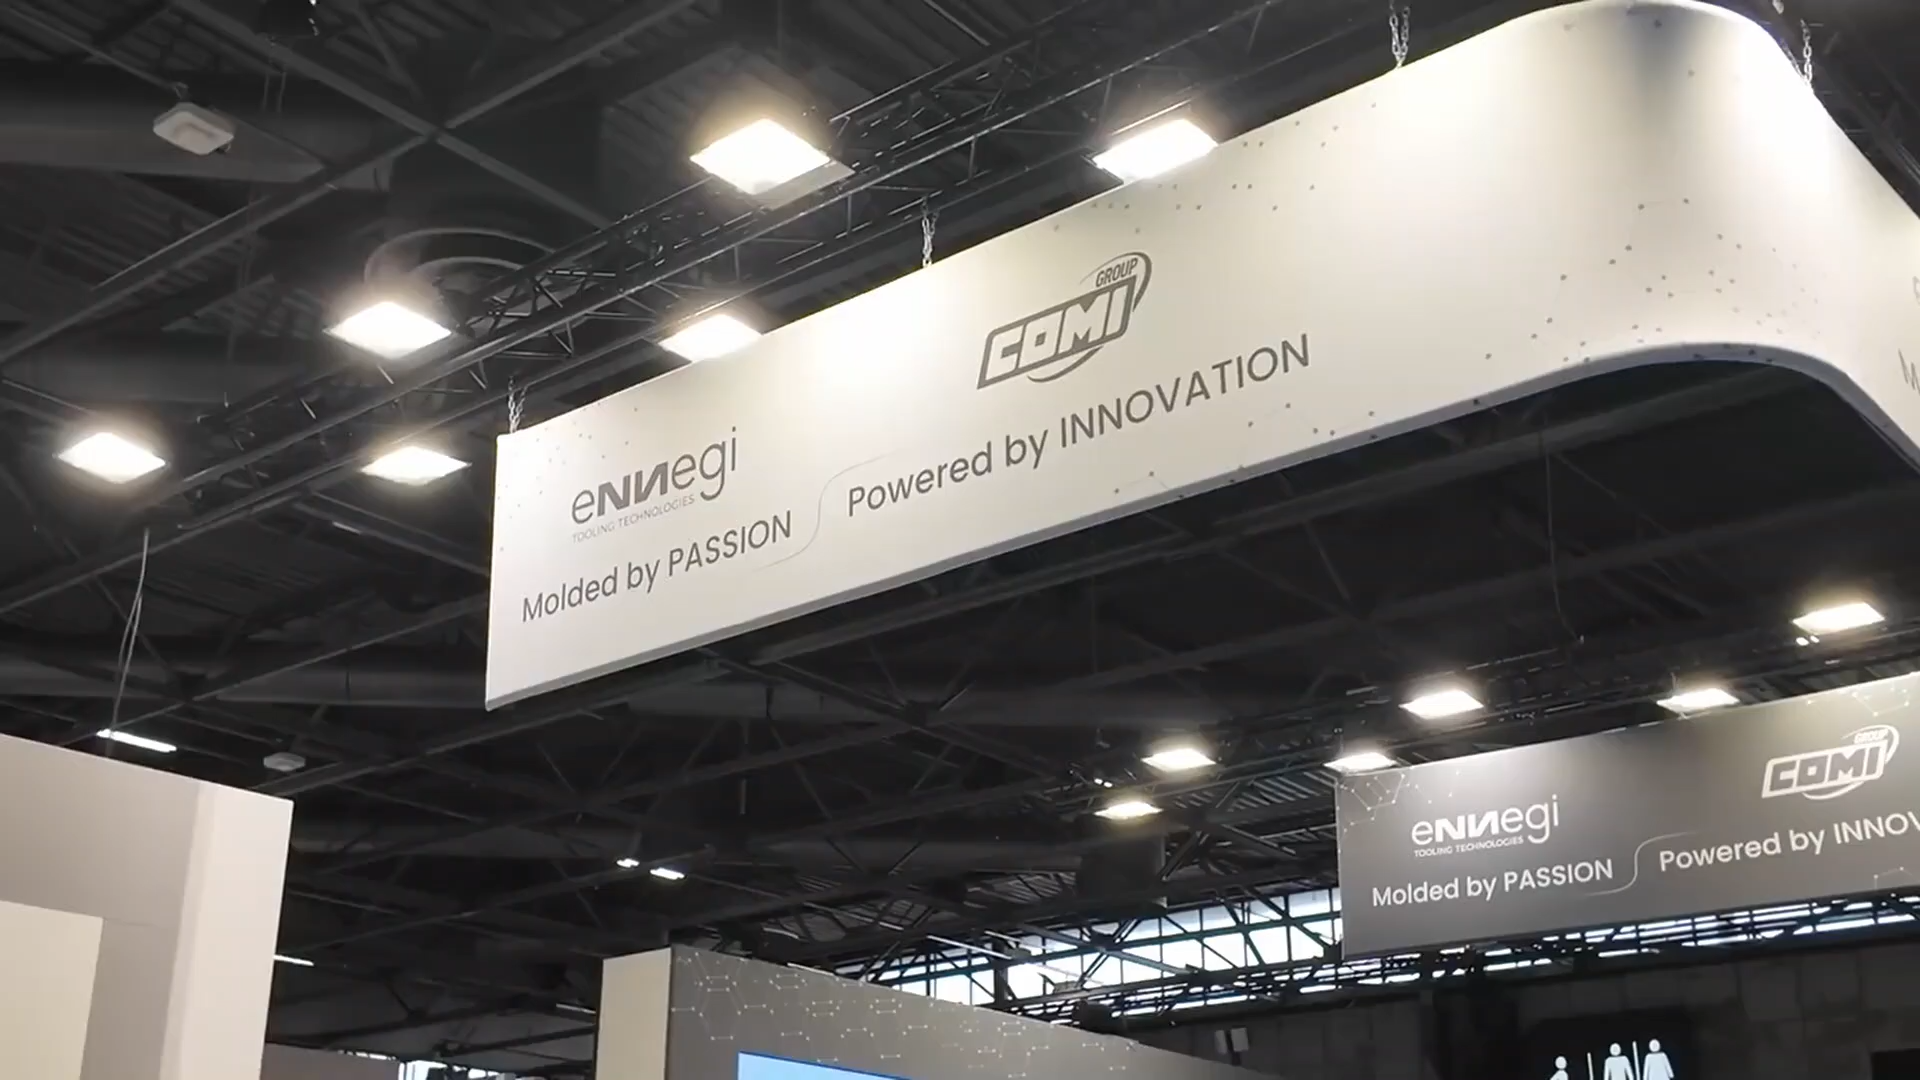 GROUP
COMI
eNNegi
TOOLING TECHNOLOGIES
Molded by PASSION
Powered by INNOVATION
GROUP
COMI
eNNegi
TOOLING TECHNOLOGIES
Molded by PASSION
Powered by INNOV